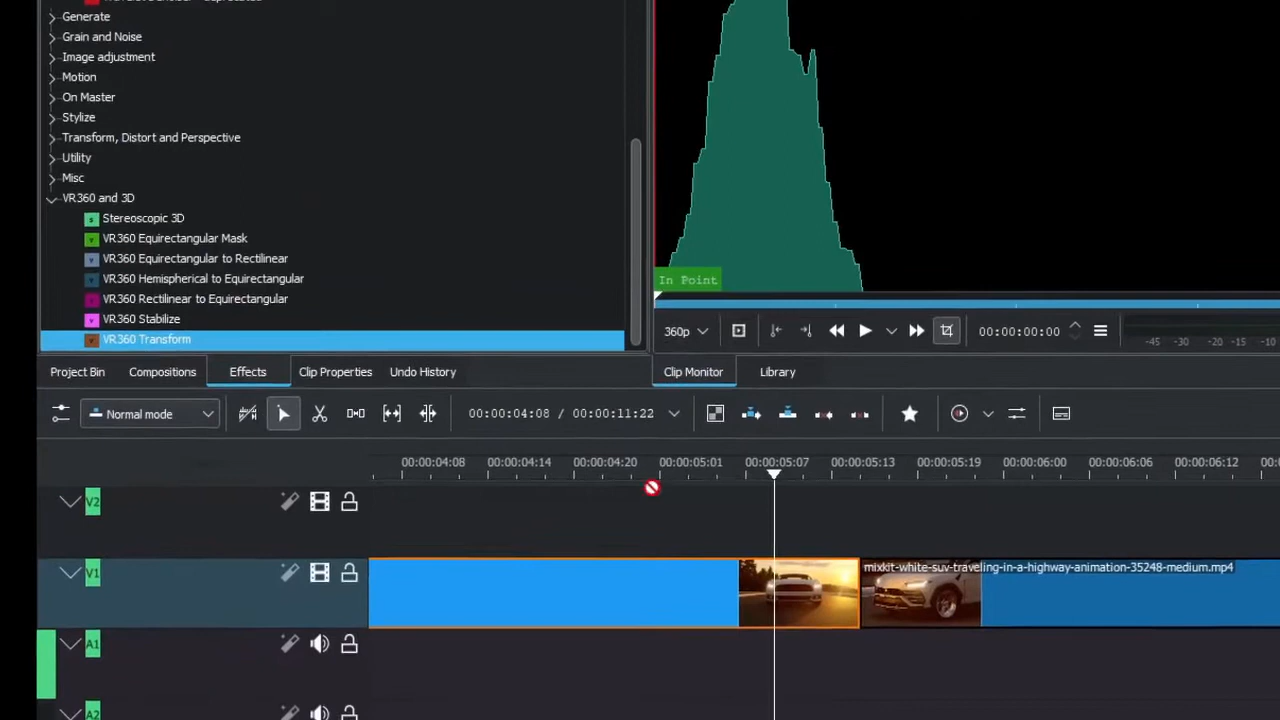 Generate
Grain and Noise
Image adjustment
Motion
On Master
Stylize
Transform, Distort and Perspective
Utility
Misc
VR360 and 3D
s Stereoscopic 3D
v VR360 Equirectangular Mask
v VR360 Equirectangular to Rectilinear
v VR360 Hemispherical to Equirectangular
v VR360 Rectilinear to Equirectangular
v VR360 Stabilize
v VR360 Transform
In Point
360p 00:00:00:00 -45 -30 -20 -15 -10
Project Bin Compositions Effects Clip Properties Undo History Clip Monitor Library
Normal mode 00:00:04:08 / 00:00:11:22
00:00:04:08 00:00:04:14 00:00:04:20 00:00:05:01 00:00:05:07 00:00:05:13 00:00:05:19 00:00:06:00 00:00:06:06 00:00:06:12
V2
V1
mixkit-white-suv-traveling-in-a-highway-animation-35248-medium.mp4
A1
A2